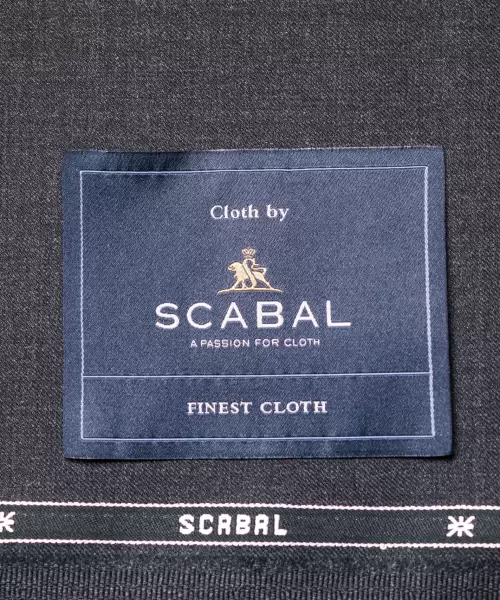 Cloth by
SCABAL
A PASSION FOR CLOTH
FINEST CLOTH
SCABAL